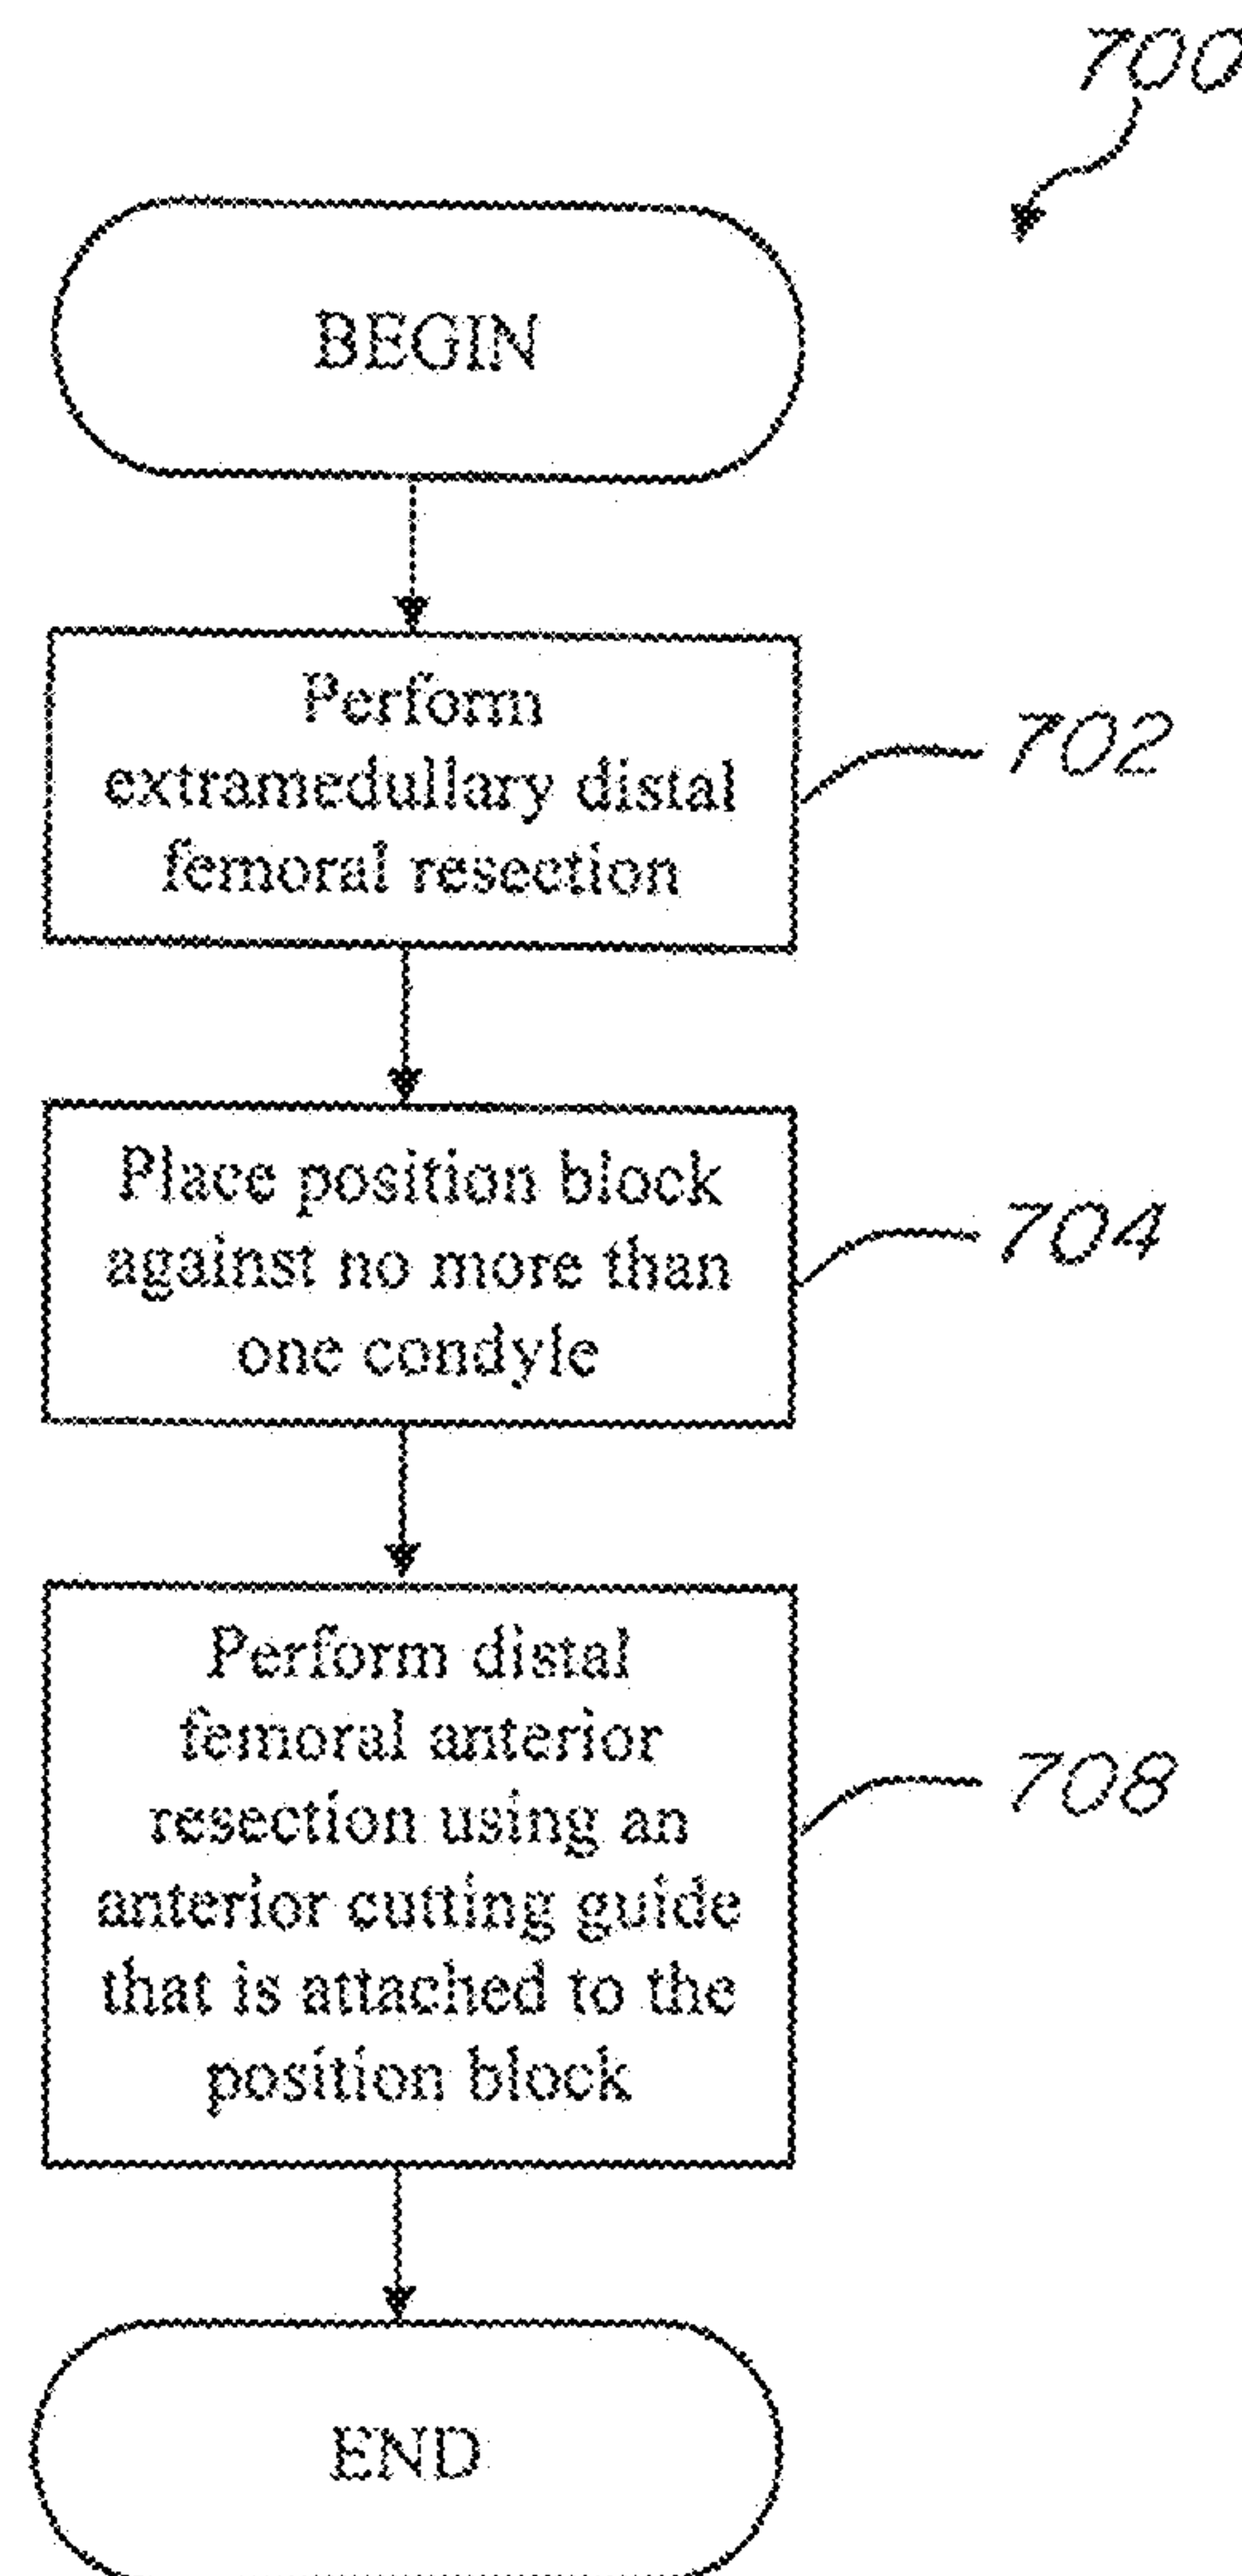 700
BEGIN
Perform
extramedullary distal
femoral resection
702
Place position block
against no more than
one condyle
704
Perform distal
femoral anterior
resection using an
anterior cutting guide
that is attached to the
position block
708
END